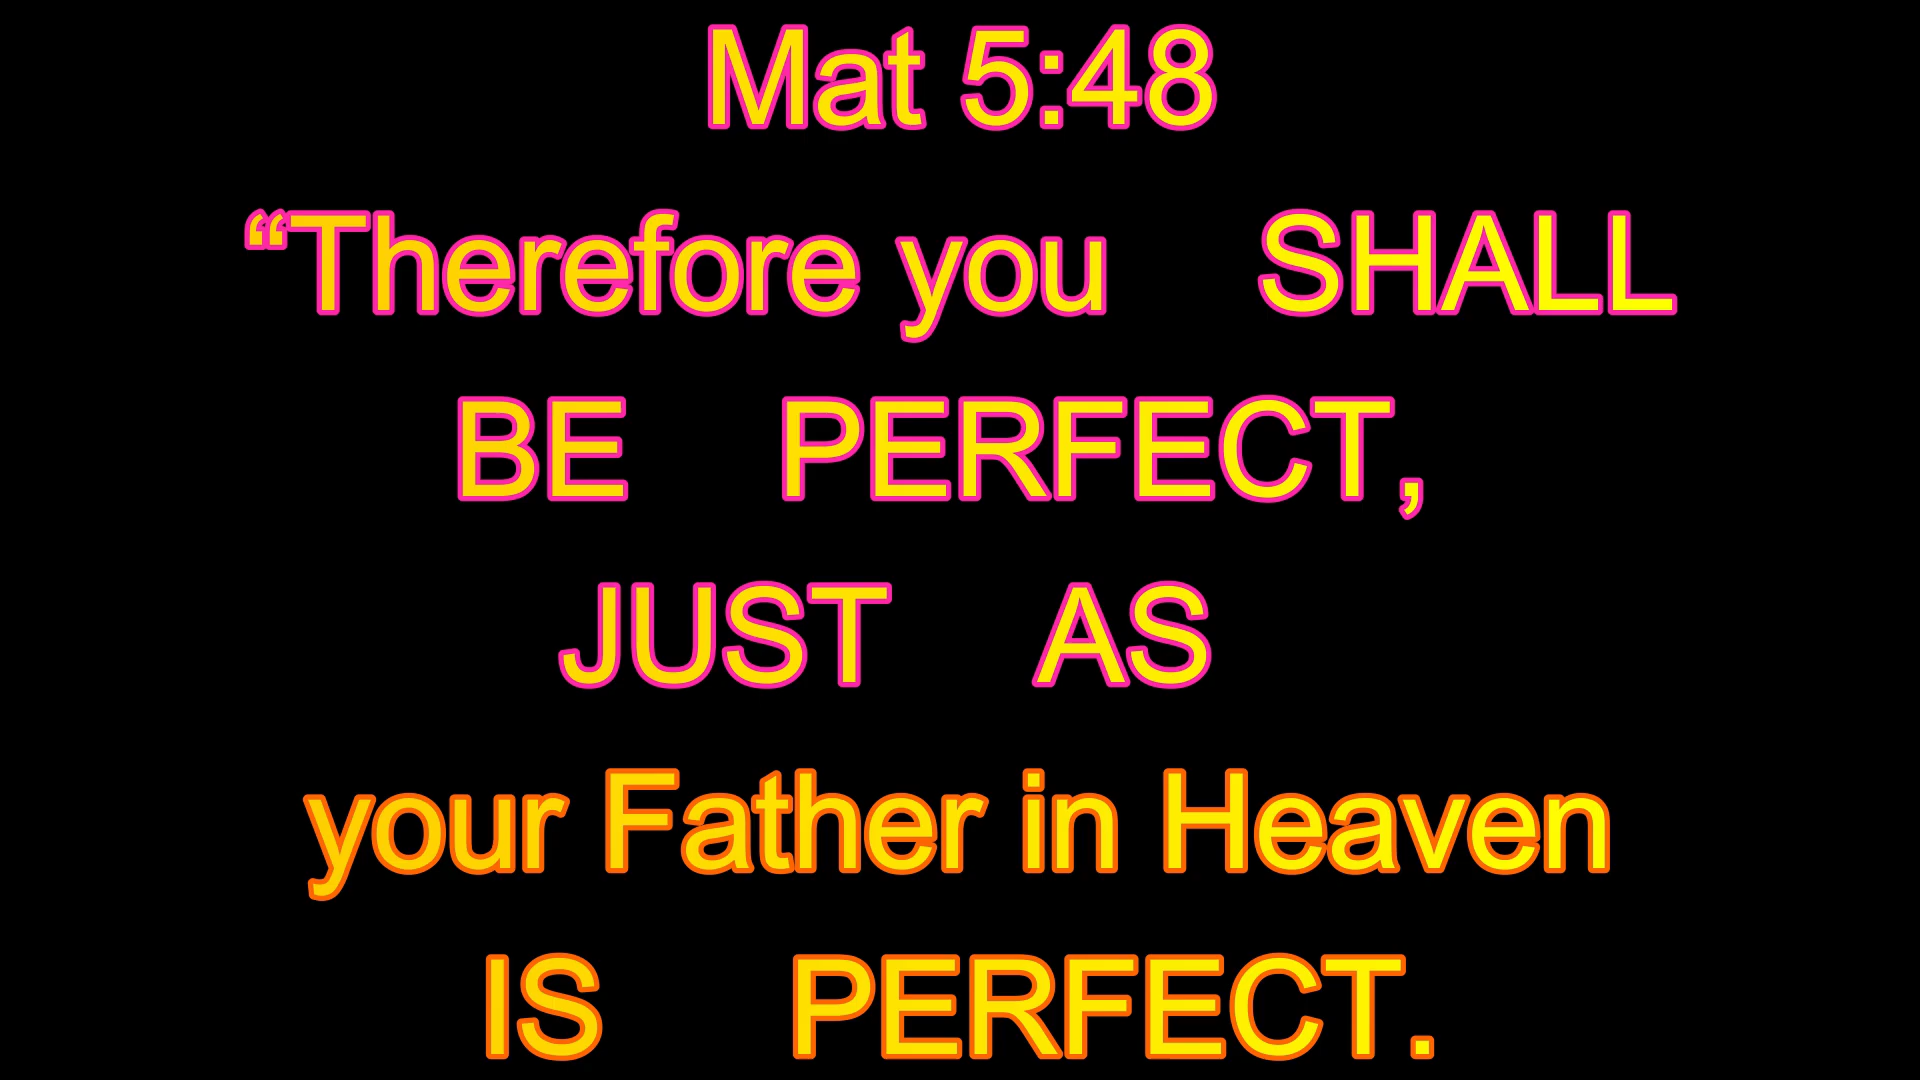 Mat 5:48
“Therefore you SHALL
BE PERFECT,
JUST AS
your Father in Heaven
IS PERFECT.